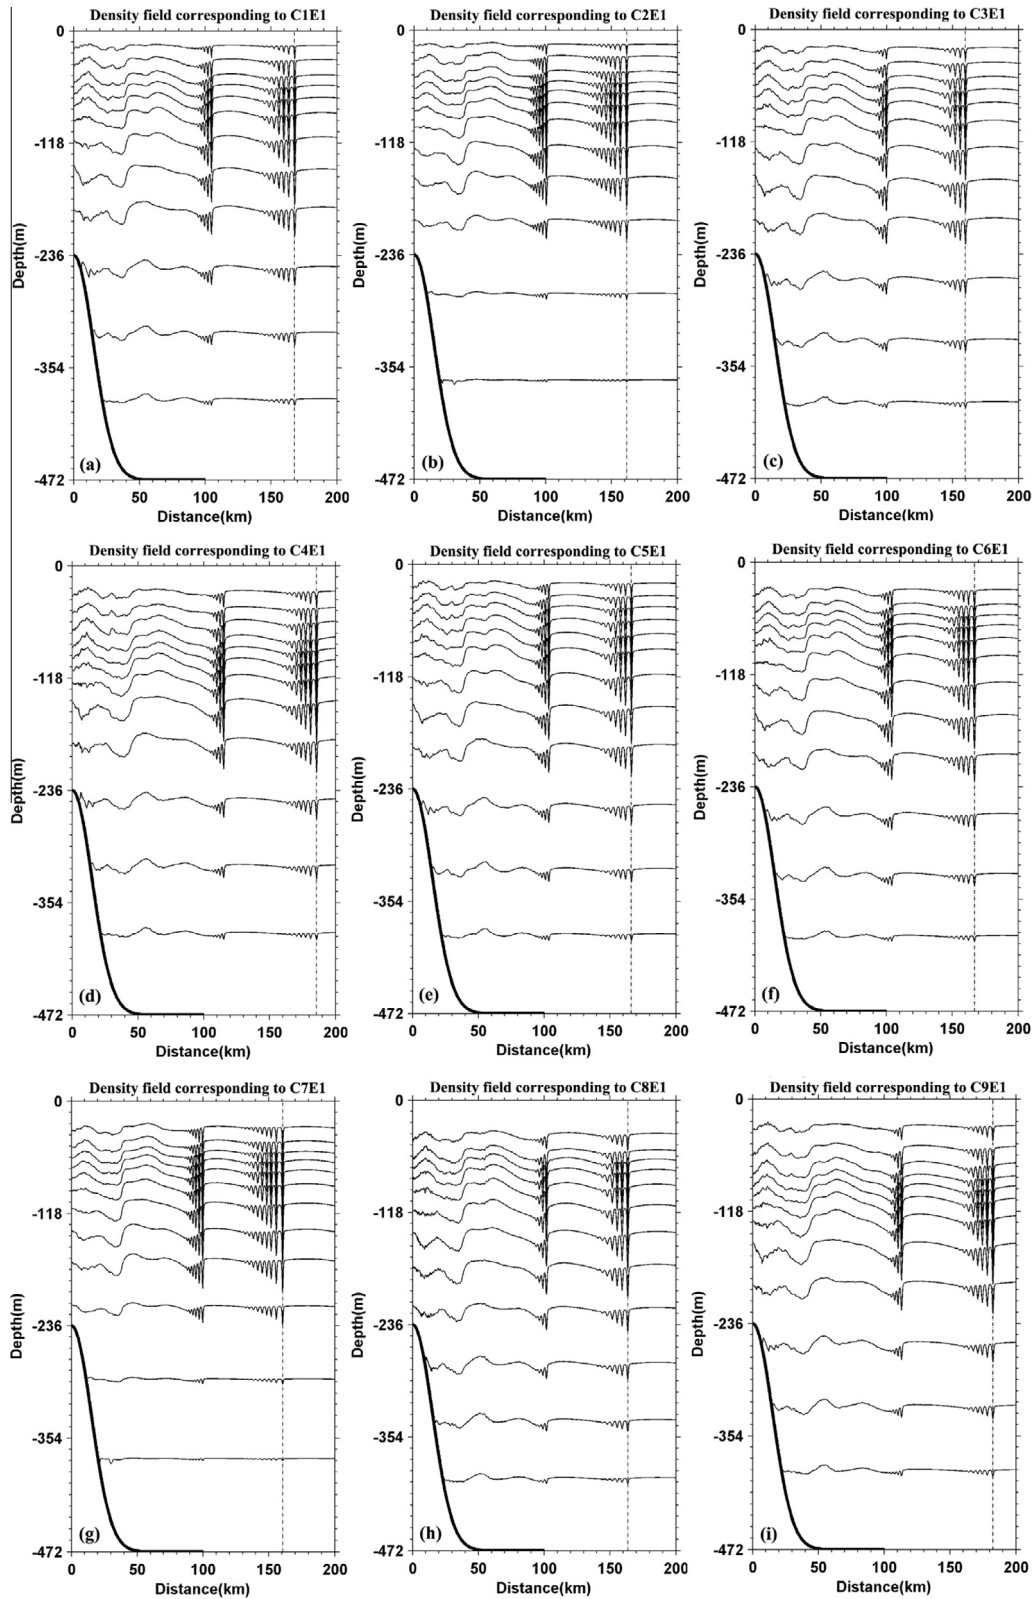 Density field corresponding to C1E1
Density field corresponding to C2E1
Density field corresponding to C3E1
0
0
0
-118
-118
-118
-236
-236
-236
-354
-354
-354
-472
-472
-472
Depth(m)
Depth(m)
Depth(m)
(a)
(b)
(c)
0 50 100 150 200
0 50 100 150 200
0 50 100 150 200
Distance(km)
Distance(km)
Distance(km)
Density field corresponding to C4E1
Density field corresponding to C5E1
Density field corresponding to C6E1
0
0
0
-118
-118
-118
-236
-236
-236
-354
-354
-354
-472
-472
-472
Depth(m)
Depth(m)
Depth(m)
(d)
(e)
(f)
0 50 100 150 200
0 50 100 150 200
0 50 100 150 200
Distance(km)
Distance(km)
Distance(km)
Density field corresponding to C7E1
Density field corresponding to C8E1
Density field corresponding to C9E1
0
0
0
-118
-118
-118
-236
-236
-236
-354
-354
-354
-472
-472
-472
Depth(m)
Depth(m)
Depth(m)
(g)
(h)
(i)
0 50 100 150 200
0 50 100 150 200
0 50 100 150 200
Distance(km)
Distance(km)
Distance(km)